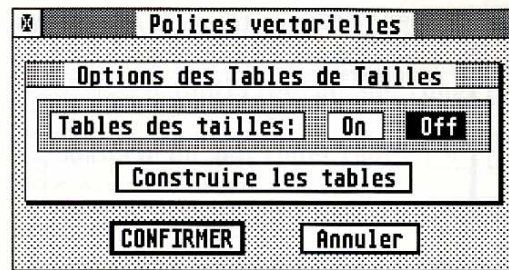 Polices vectorielles
Options des Tables de Tailles
Tables des tailles: On Off
Construire les tables
CONFIRMER Annuler